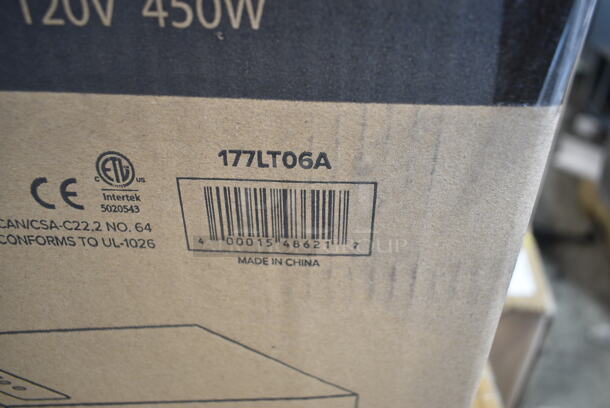 120V 450W
177LT06A
CE
c ETL us
Intertek
5020543
CAN/CSA-C22.2 NO. 64
CONFORMS TO UL-1026
4 00015 48621 7
MADE IN CHINA